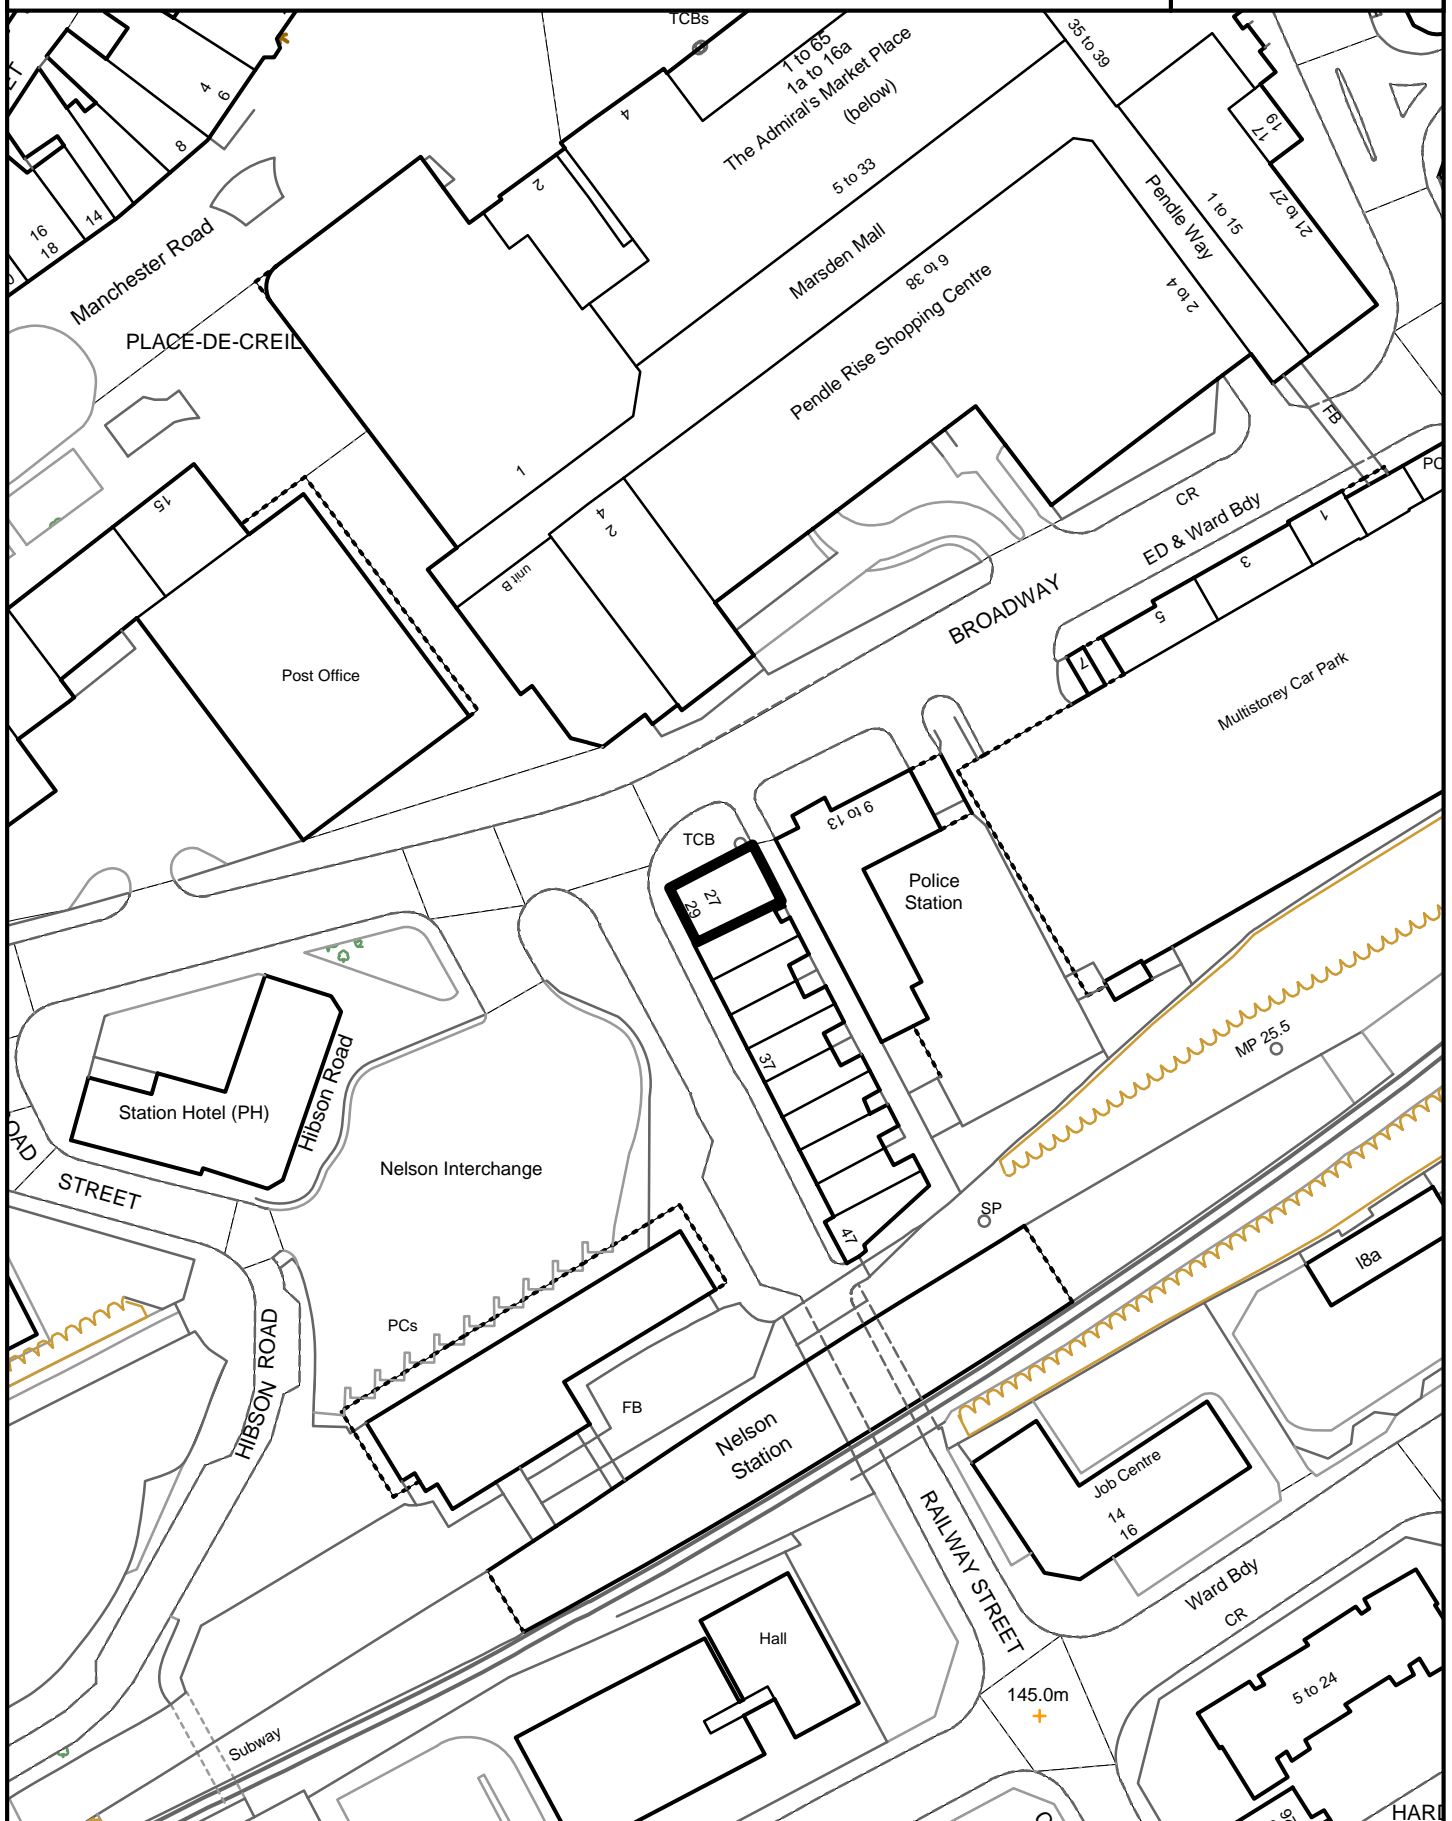 TCBs
35 to 39
1 to 65
1a to 16a
The Admiral's Market Place
(below)
4
6
8
4
17
19
2
5 to 33
14
16
18
Pendle Way
1 to 15
21 to 27
Manchester Road
Marsden Mall
6 to 38
2 to 4
PLACE-DE-CREIL
Pendle Rise Shopping Centre
FB
1
PC
15
CR
ED & Ward Bdy
2
4
1
unit B
3
BROADWAY
5
7
Post Office
Multistorey Car Park
9 to 13
TCB
27
29
Police
Station
MP 25.5
37
Station Hotel (PH)
Hibson Road
OAD
STREET
Nelson Interchange
SP
47
18a
PCs
HIBSON ROAD
FB
Nelson
Station
Job Centre
14
16
RAILWAY STREET
Ward Bdy
CR
Hall
5 to 24
145.0m
Subway
HARD